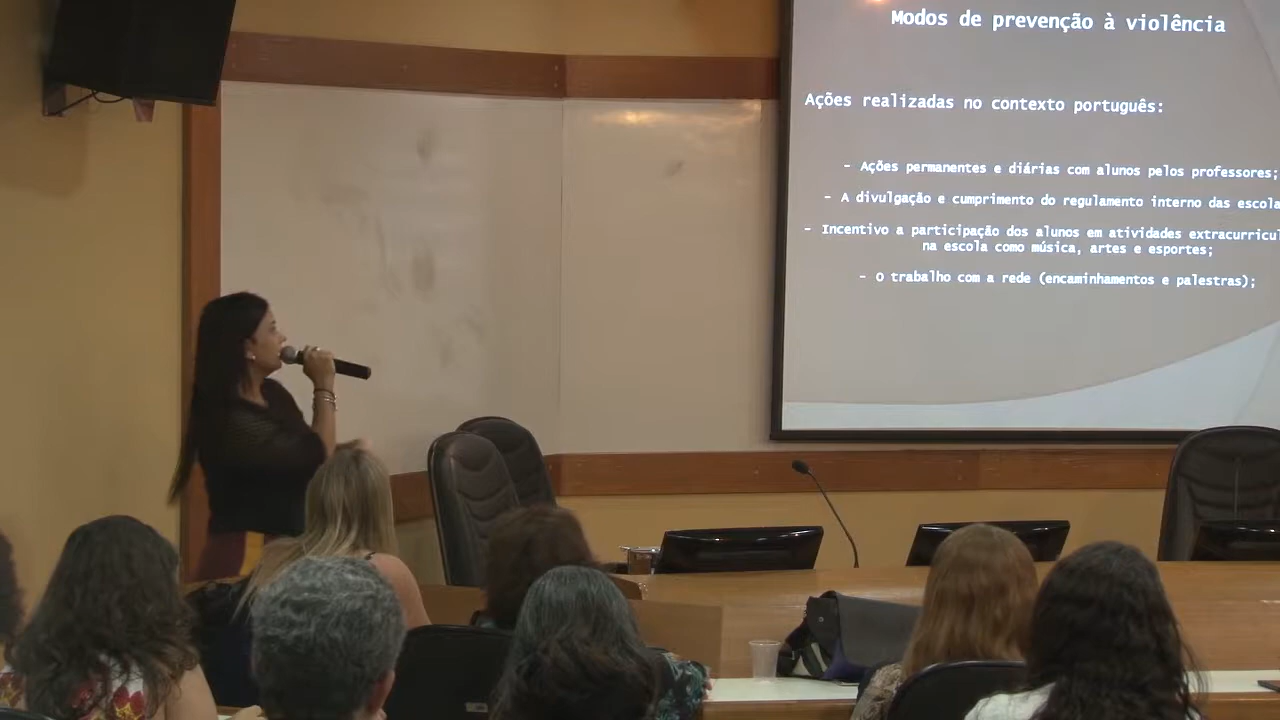 Modos de prevenção à violência
Ações realizadas no contexto português:
- Ações permanentes e diárias com alunos pelos professores;
- A divulgação e cumprimento do regulamento interno das escola
- Incentivo a participação dos alunos em atividades extracurricul
na escola como música, artes e esportes;
- O trabalho com a rede (encaminhamentos e palestras);